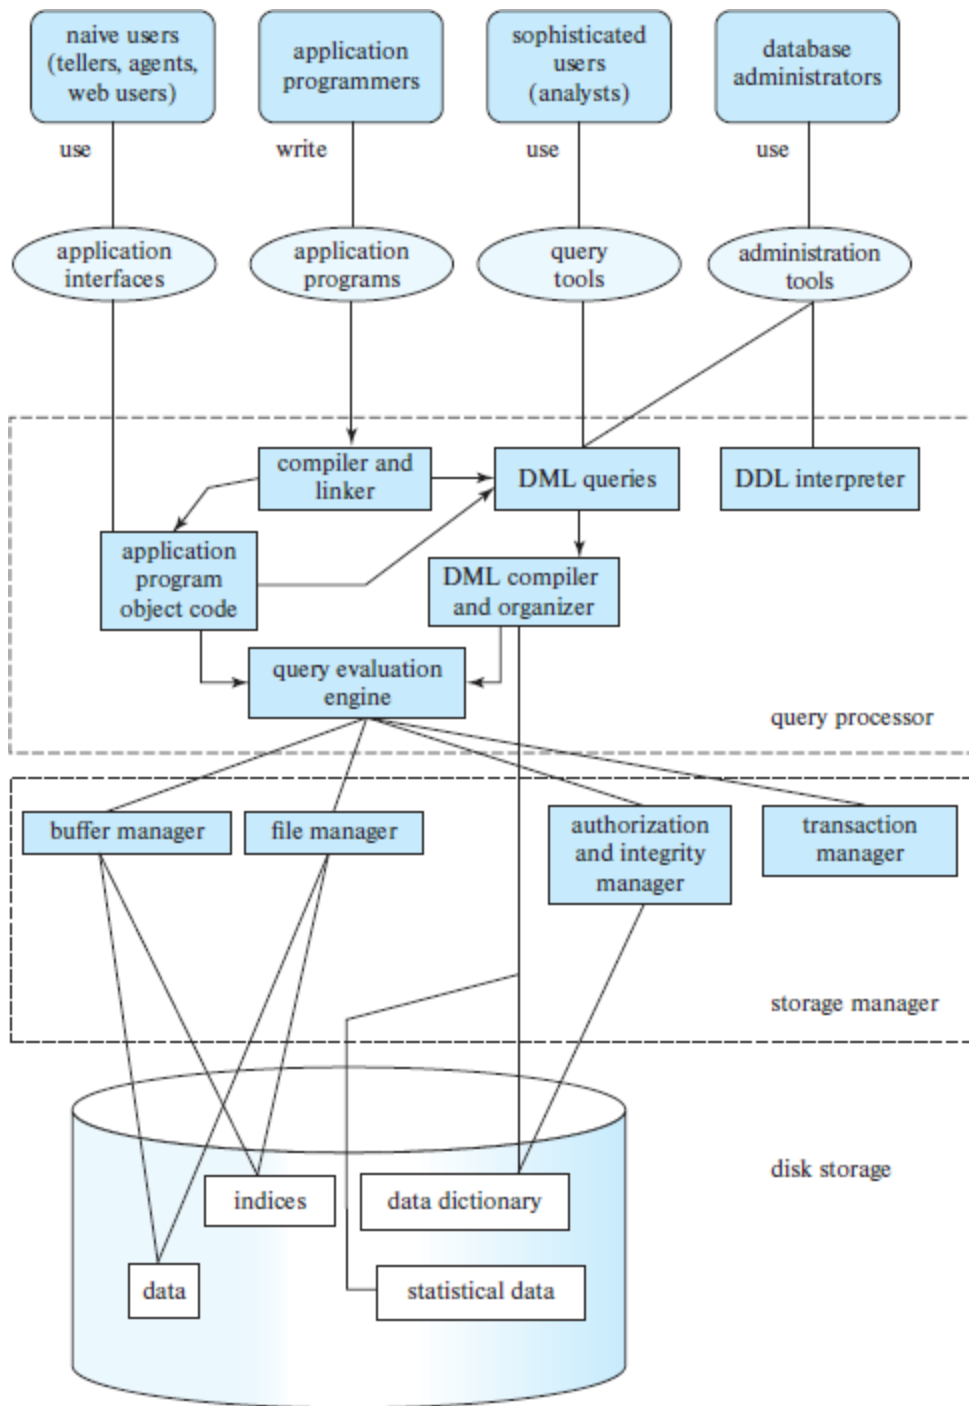 naive users
(tellers, agents,
web users)
application
programmers
sophisticated
users
(analysts)
database
administrators
use
write
use
use
application
interfaces
application
programs
query
tools
administration
tools
compiler and
linker
DML queries
DDL interpreter
application
program
object code
DML compiler
and organizer
query evaluation
engine
query processor
buffer manager
file manager
authorization
and integrity
manager
transaction
manager
storage manager
disk storage
indices
data dictionary
data
statistical data